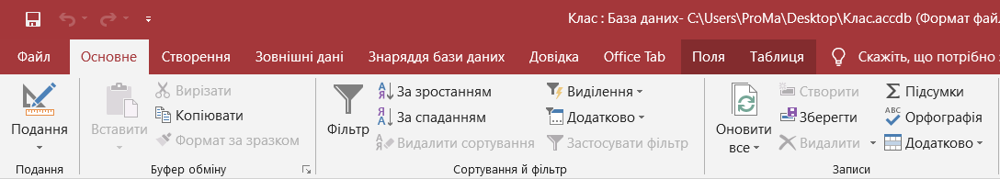 Клас : База даних- C:\Users\ProMa\Desktop\Клас.accdb (Формат фай
Файл Основне Створення Зовнішні дані Знаряддя бази даних Довідка Office Tab Поля Таблиця Скажіть, що потрібно з
Подання
Вставити
Вирізати
Копіювати
Формат за зразком
Фільтр
За зростанням
За спаданням
Видалити сортування
Виділення
Додатково
Застосувати фільтр
Оновити
все
Створити
Зберегти
Видалити
Підсумки
Орфографія
Додатково
Подання Буфер обміну Сортування й фільтр Записи